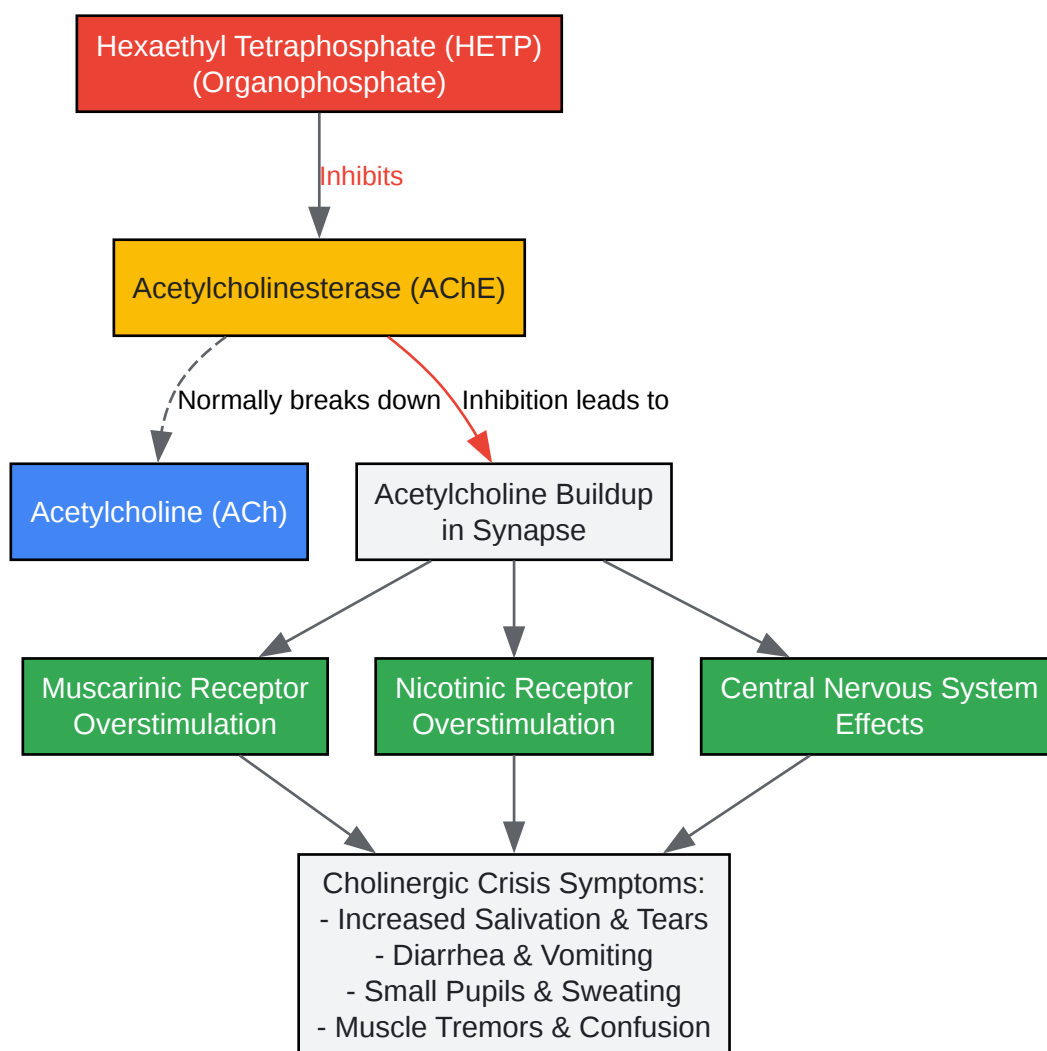 Hexaethyl Tetraphosphate (HETP)
(Organophosphate)
Inhibits
Acetylcholinesterase (AChE)
Normally breaks down
Inhibition leads to
Acetylcholine (ACh)
Acetylcholine Buildup
in Synapse
Muscarinic Receptor
Overstimulation
Nicotinic Receptor
Overstimulation
Central Nervous System
Effects
Cholinergic Crisis Symptoms:
- Increased Salivation & Tears
- Diarrhea & Vomiting
- Small Pupils & Sweating
- Muscle Tremors & Confusion